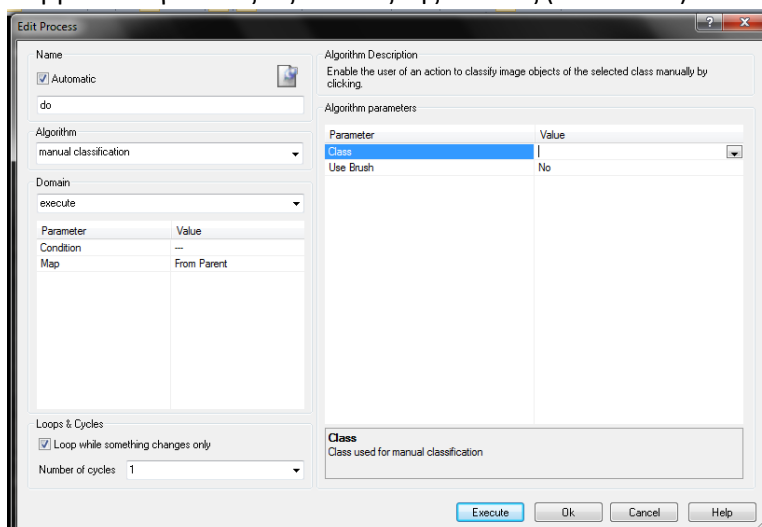 Edit Process
Name
Automatic
do
Algorithm
manual classification
Domain
execute
Parameter Value
Condition ---
Map From Parent
Loops & Cycles
Loop while something changes only
Number of cycles 1
Algorithm Description
Enable the user of an action to classify image objects of the selected class manually by
clicking.
Algorithm parameters
Parameter Value
Class
Use Brush No
Class
Class used for manual classification
Execute Ok Cancel Help